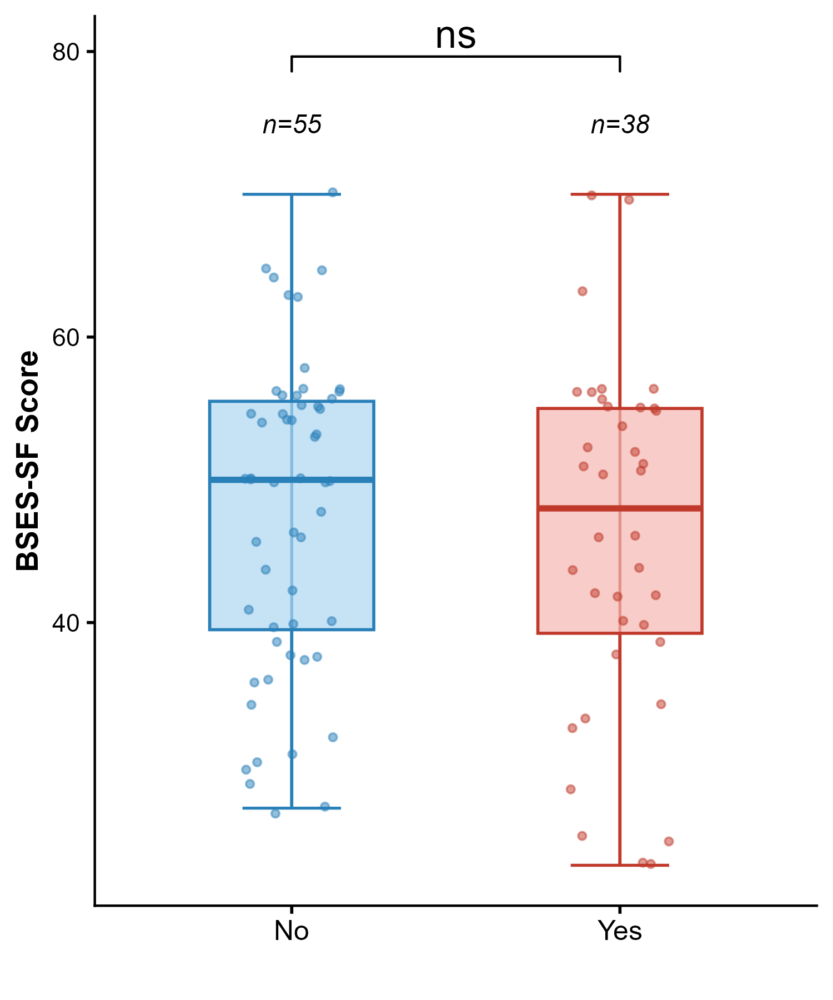 ns
80
n=55
n=38
60
BSES-SF Score
40
No
Yes